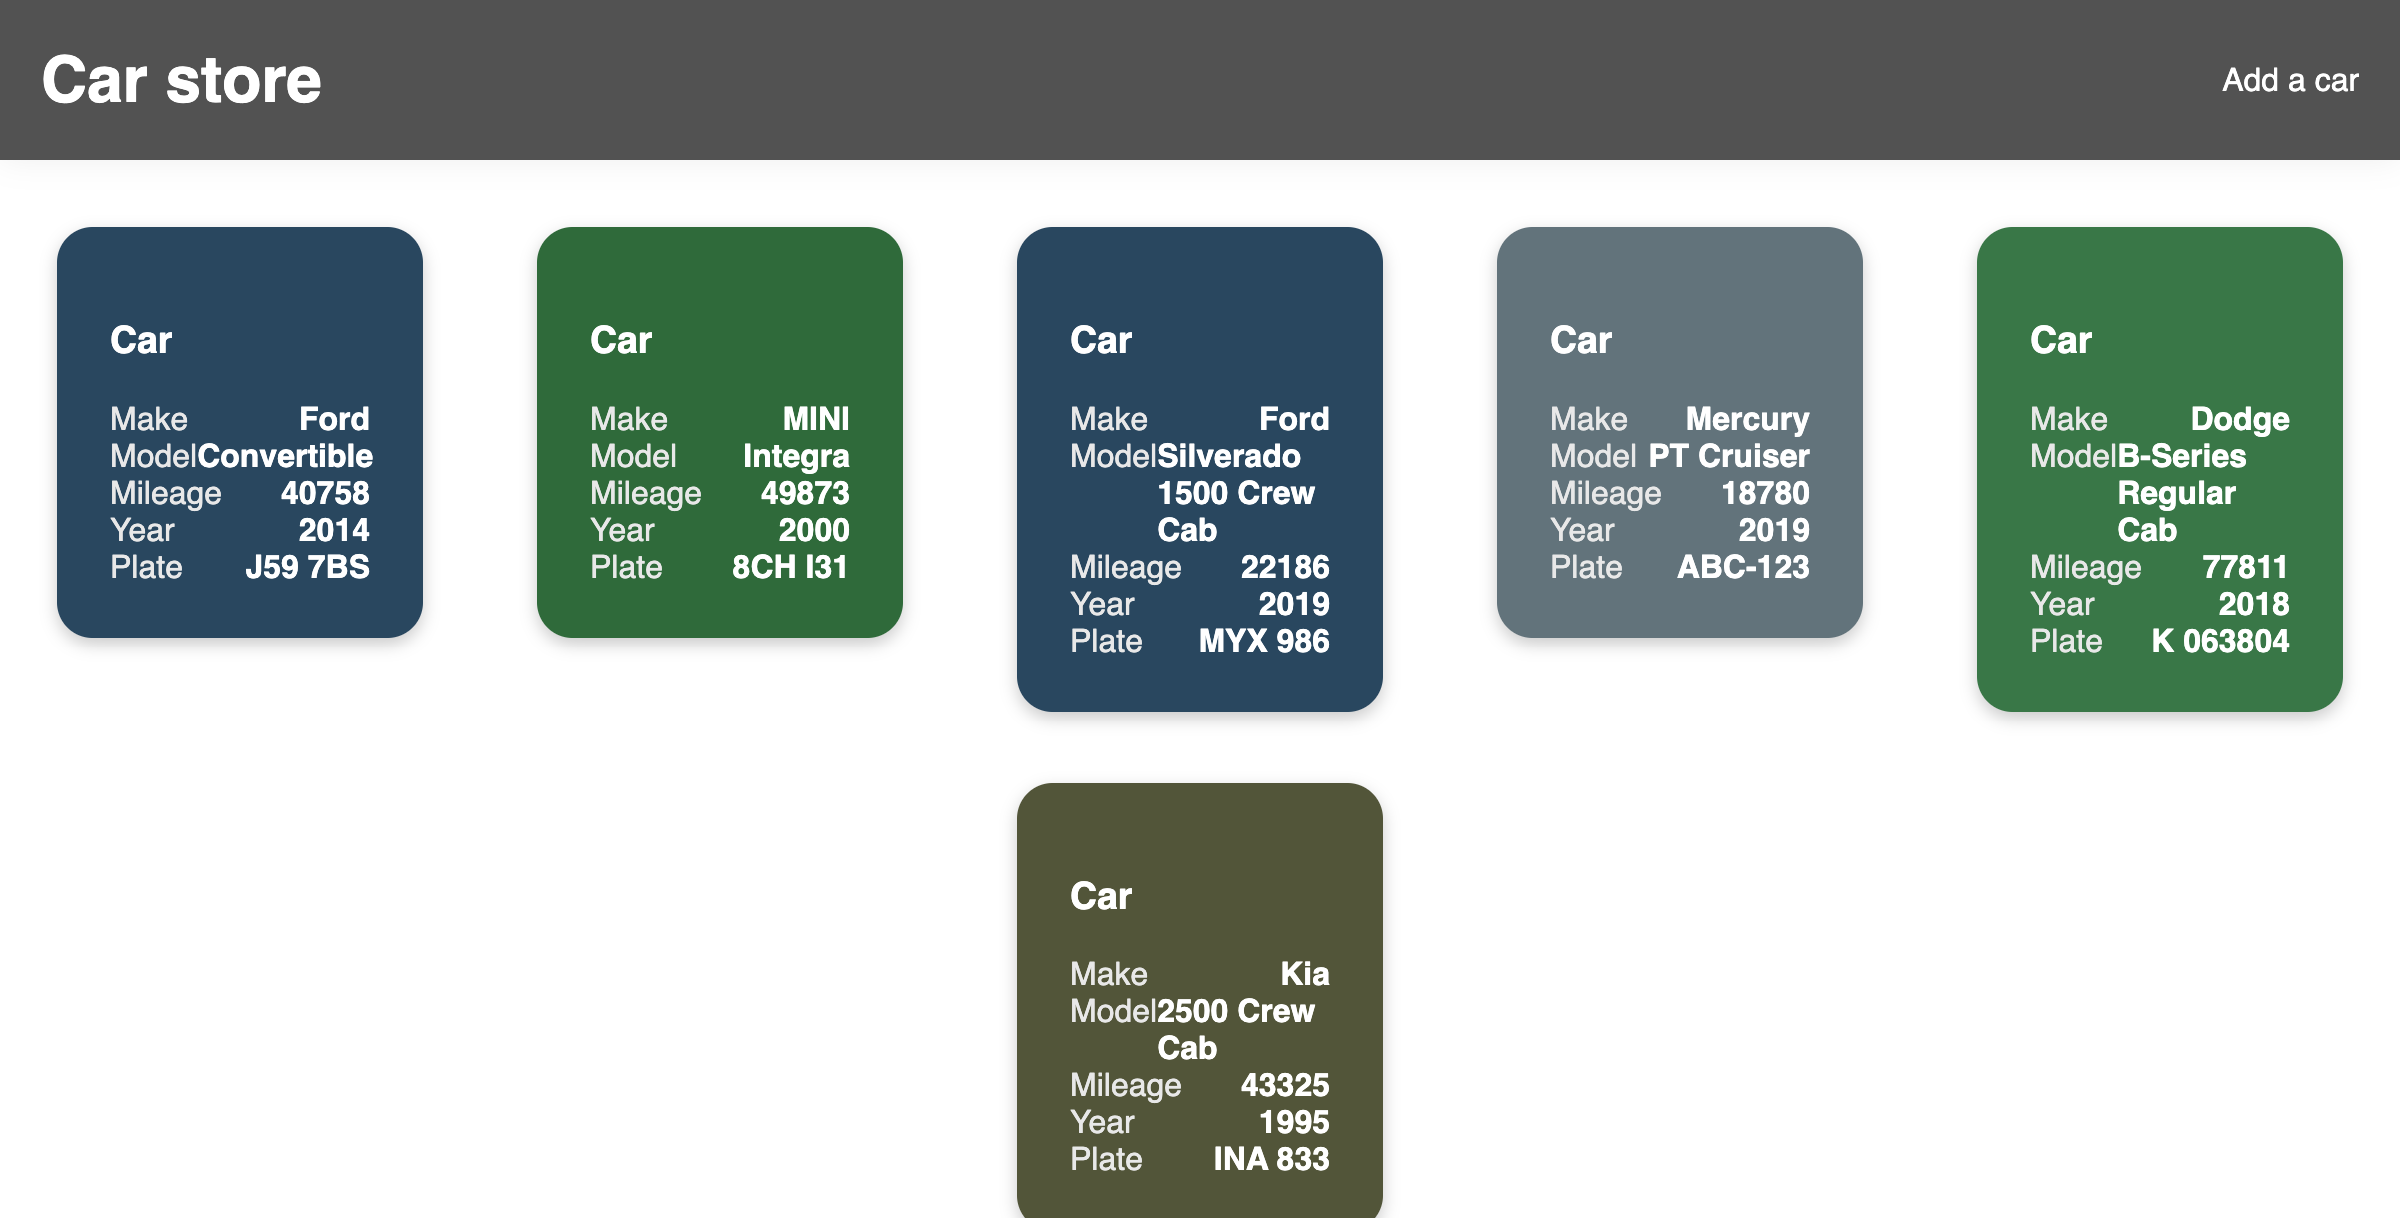 Car store
Add a car
Car
Make Ford
Model Convertible
Mileage 40758
Year 2014
Plate J59 7BS
Car
Make MINI
Model Integra
Mileage 49873
Year 2000
Plate 8CH I31
Car
Make Ford
Model Silverado
1500 Crew
Cab
Mileage 22186
Year 2019
Plate MYX 986
Car
Make Mercury
Model PT Cruiser
Mileage 18780
Year 2019
Plate ABC-123
Car
Make Dodge
Model B-Series
Regular
Cab
Mileage 77811
Year 2018
Plate K 063804
Car
Make Kia
Model 2500 Crew
Cab
Mileage 43325
Year 1995
Plate INA 833